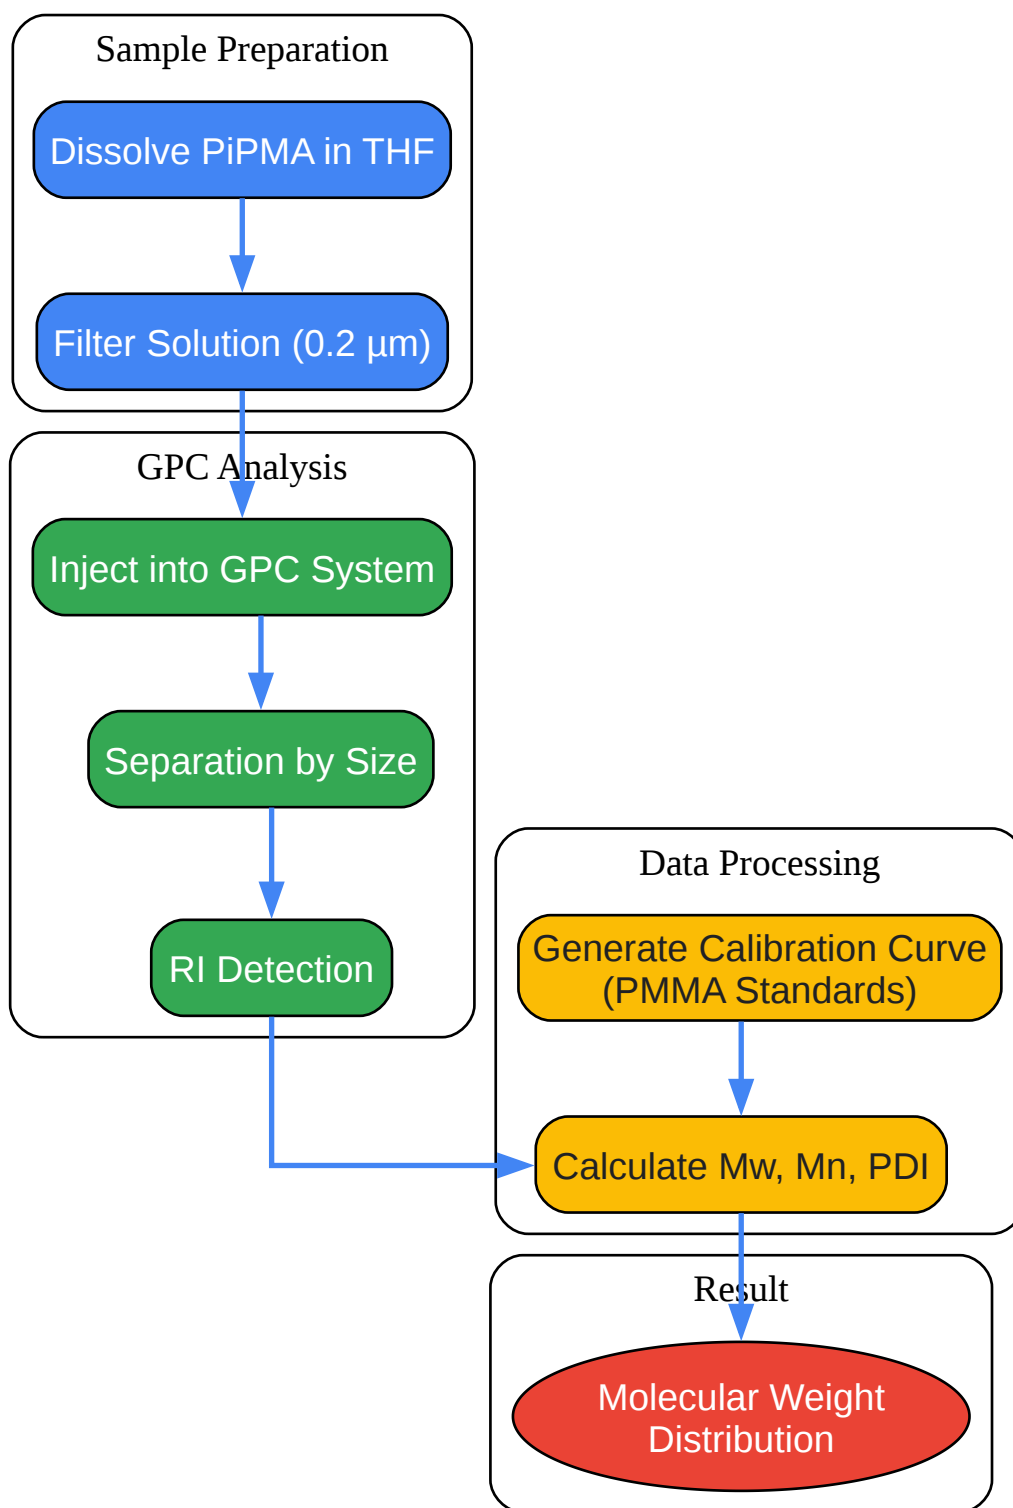 Sample Preparation
Dissolve PiPMA in THF
Filter Solution (0.2 µm)
GPC Analysis
Inject into GPC System
Separation by Size
RI Detection
Data Processing
Generate Calibration Curve
(PMMA Standards)
Calculate Mw, Mn, PDI
Result
Molecular Weight
Distribution